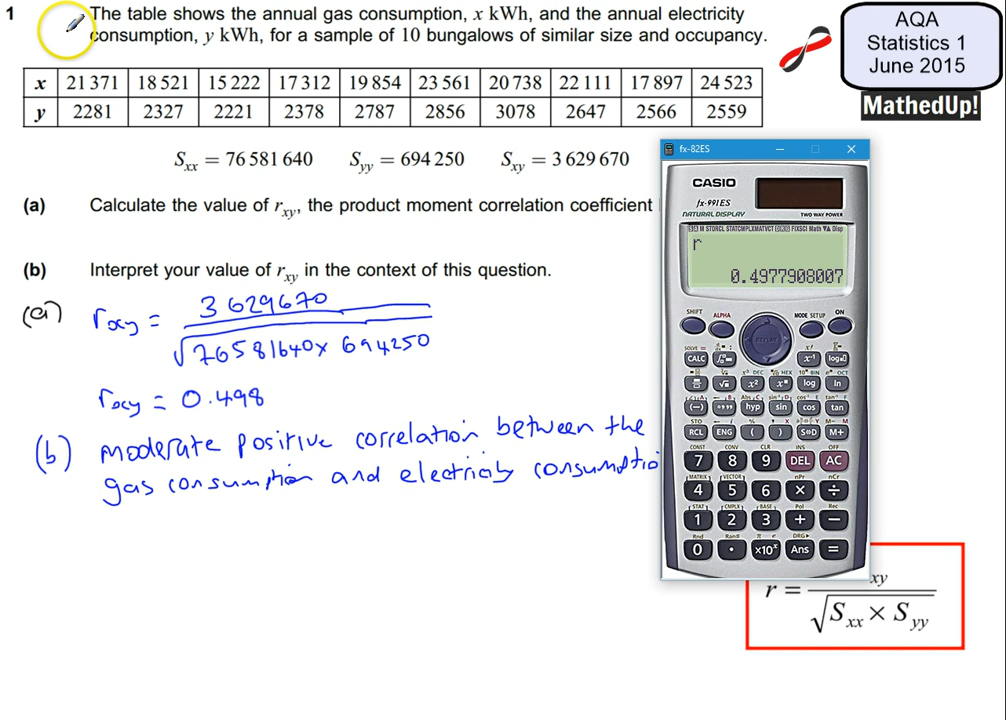 1 The table shows the annual gas consumption, x kWh, and the annual electricity
consumption, y kWh, for a sample of 10 bungalows of similar size and occupancy.
AQA
Statistics 1
June 2015
MathedUp!
x 21 371 18 521 15 222 17 312 19 854 23 561 20 738 22 111 17 897 24 523
y 2281 2327 2221 2378 2787 2856 3078 2647 2566 2559
Sxx = 76 581 640 Syy = 694 250 Sxy = 3 629 670
(a) Calculate the value of rxy, the product moment correlation coefficient
(b) Interpret your value of rxy in the context of this question.
(a) rxy = 3629670
√76581640 x 694250
rxy = 0.498
(b) moderate positive correlation between the
gas consumption and electricity consumptio
fx-82ES
CASIO
fx-991ES
NATURAL DISPLAY TWO WAY POWER
r
0.4977908007
SHIFT ALPHA MODE SETUP ON
CALC x⁻¹ log
√ x² log ln
(−) hyp sin cos tan
RCL ENG ( ) S⇔D M+
7 8 9 DEL AC
4 5 6 × ÷
1 2 3 + −
0 . ×10ˣ Ans =
r = xy
√Sxx × Syy